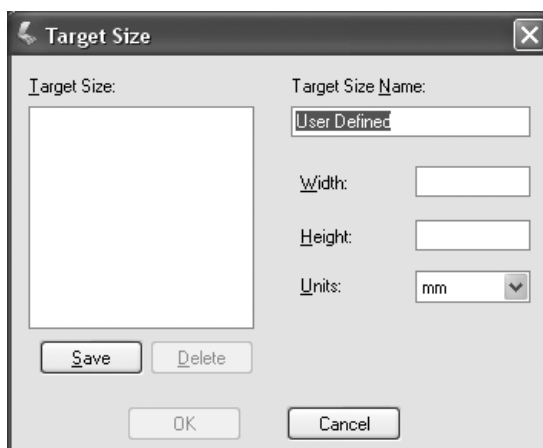 Target Size
Target Size:
Target Size Name:
User Defined
Width:
Height:
Units:
mm
Save
Delete
OK
Cancel